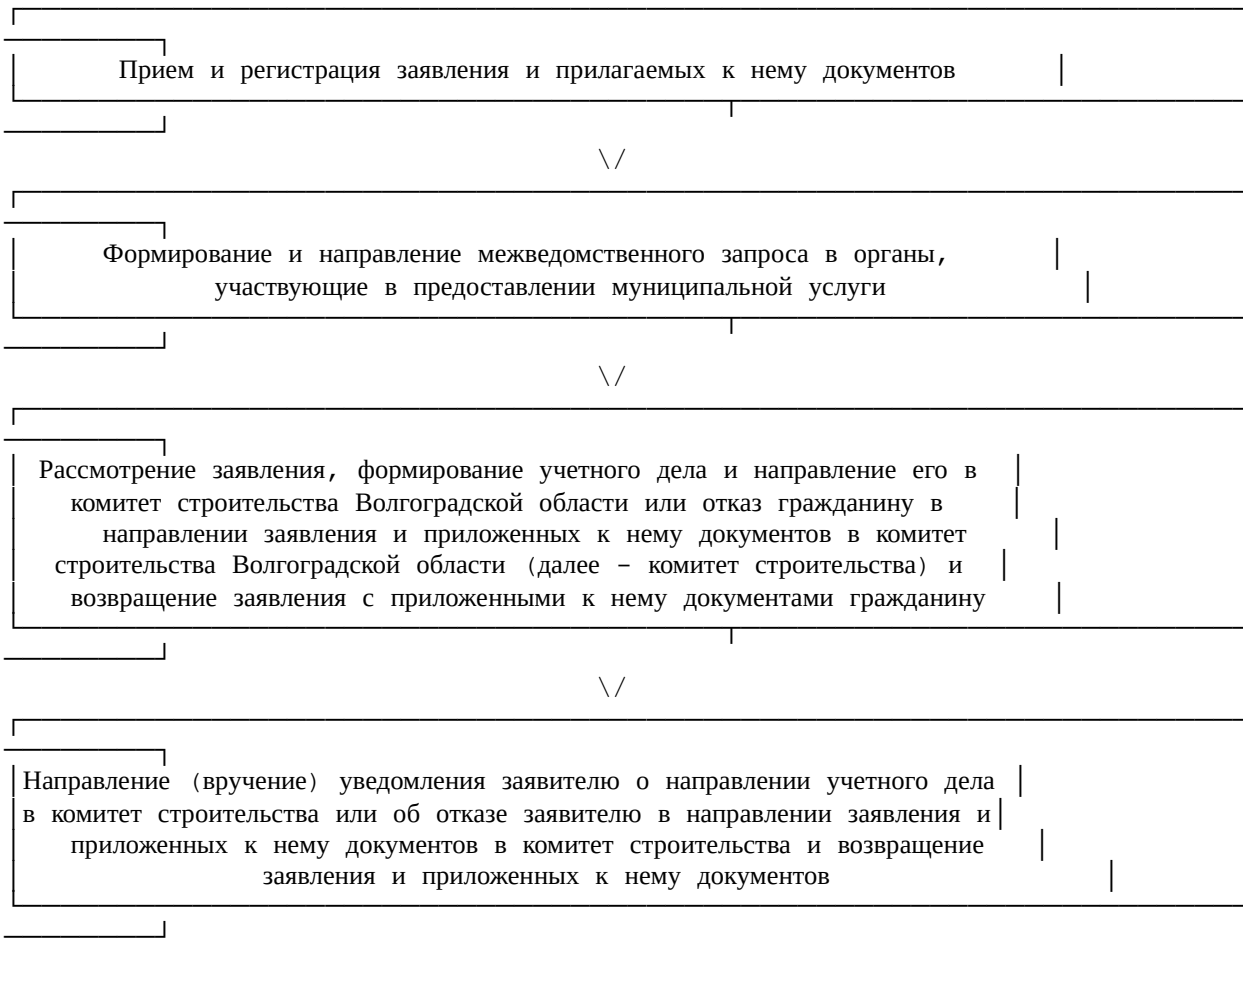 Прием и регистрация заявления и прилагаемых к нему документов
\/
Формирование и направление межведомственного запроса в органы,
участвующие в предоставлении муниципальной услуги
\/
Рассмотрение заявления, формирование учетного дела и направление его в
комитет строительства Волгоградской области или отказ гражданину в
направлении заявления и приложенных к нему документов в комитет
строительства Волгоградской области (далее – комитет строительства) и
возвращение заявления с приложенными к нему документами гражданину
\/
Направление (вручение) уведомления заявителю о направлении учетного дела
в комитет строительства или об отказе заявителю в направлении заявления и
приложенных к нему документов в комитет строительства и возвращение
заявления и приложенных к нему документов